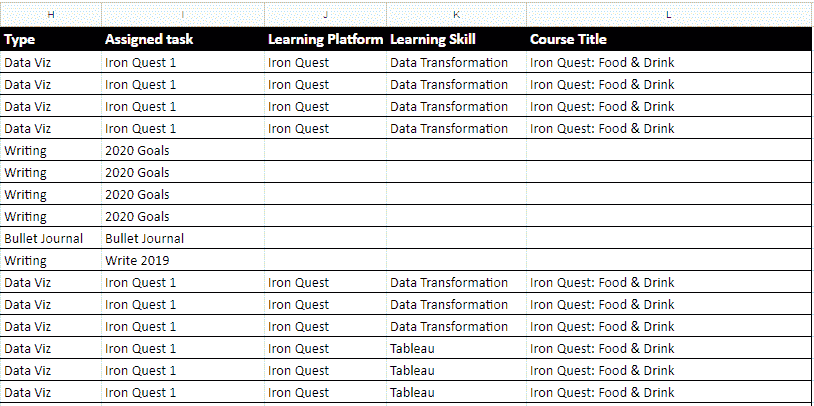 H I J K L
Type Assigned task Learning Platform Learning Skill Course Title
Data Viz Iron Quest 1 Iron Quest Data Transformation Iron Quest: Food & Drink
Data Viz Iron Quest 1 Iron Quest Data Transformation Iron Quest: Food & Drink
Data Viz Iron Quest 1 Iron Quest Data Transformation Iron Quest: Food & Drink
Data Viz Iron Quest 1 Iron Quest Data Transformation Iron Quest: Food & Drink
Writing 2020 Goals
Writing 2020 Goals
Writing 2020 Goals
Writing 2020 Goals
Bullet Journal Bullet Journal
Writing Write 2019
Data Viz Iron Quest 1 Iron Quest Data Transformation Iron Quest: Food & Drink
Data Viz Iron Quest 1 Iron Quest Data Transformation Iron Quest: Food & Drink
Data Viz Iron Quest 1 Iron Quest Data Transformation Iron Quest: Food & Drink
Data Viz Iron Quest 1 Iron Quest Tableau Iron Quest: Food & Drink
Data Viz Iron Quest 1 Iron Quest Tableau Iron Quest: Food & Drink
Data Viz Iron Quest 1 Iron Quest Tableau Iron Quest: Food & Drink